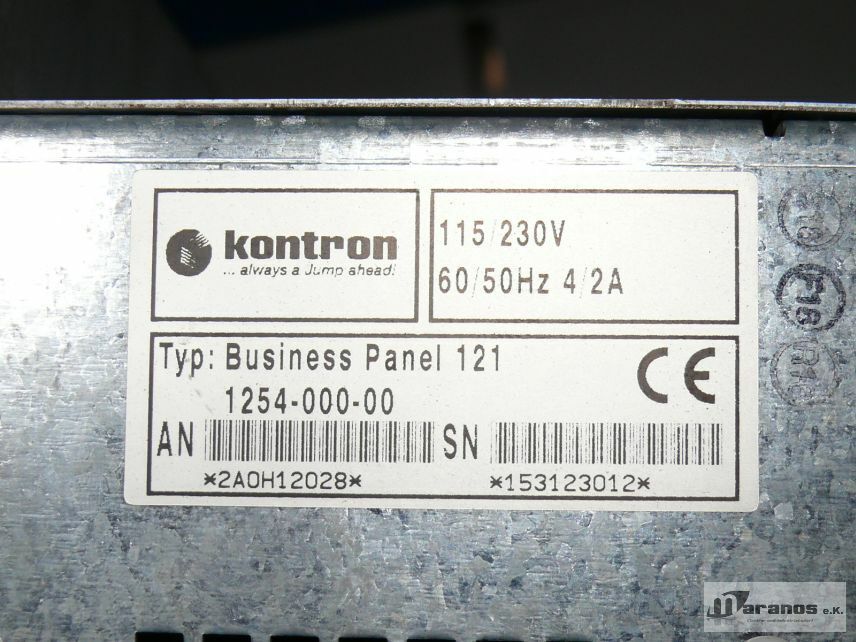 kontron
... always a Jump ahead!
115/230V
60/50Hz 4/2A
Typ: Business Panel 121
1254-000-00
CE
AN
*2A0H12028*
SN
*153123012*
F16
Maranos e.K.